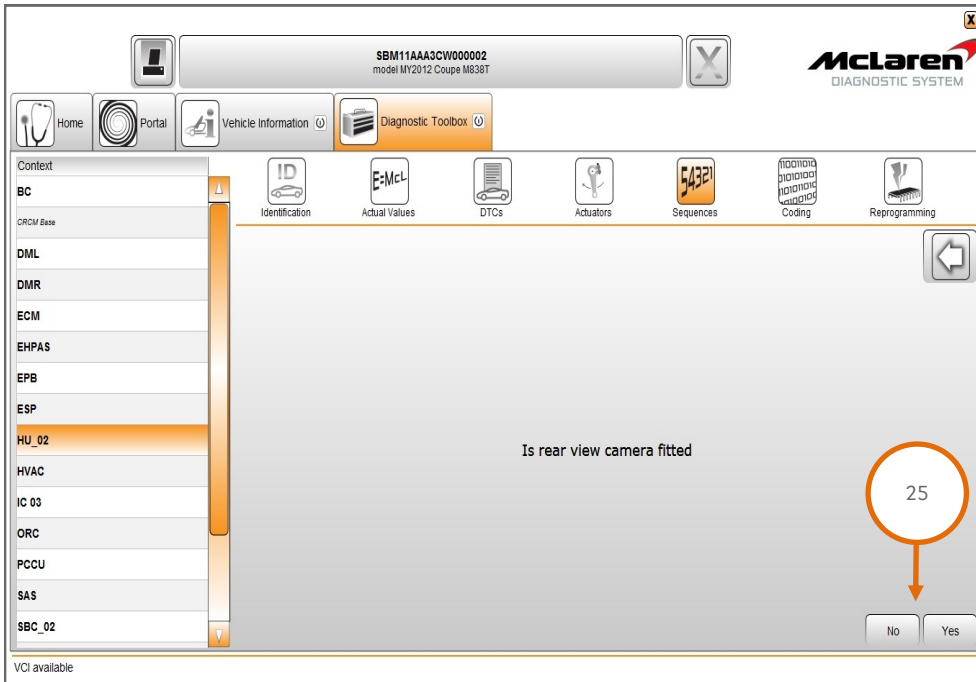 X
SBM11AAA3CW000002
model MY2012 Coupe M838T
X
McLaren
DIAGNOSTIC SYSTEM
Home
Portal
Vehicle Information
Diagnostic Toolbox
Context
BC
CRCM Base
DML
DMR
ECM
EHPAS
EPB
ESP
HU_02
HVAC
IC 03
ORC
PCCU
SAS
SBC_02
ID
Identification
E=McL
Actual Values
DTCs
Actuators
54321
Sequences
Coding
Reprogramming
Is rear view camera fitted
25
No Yes
VCI available